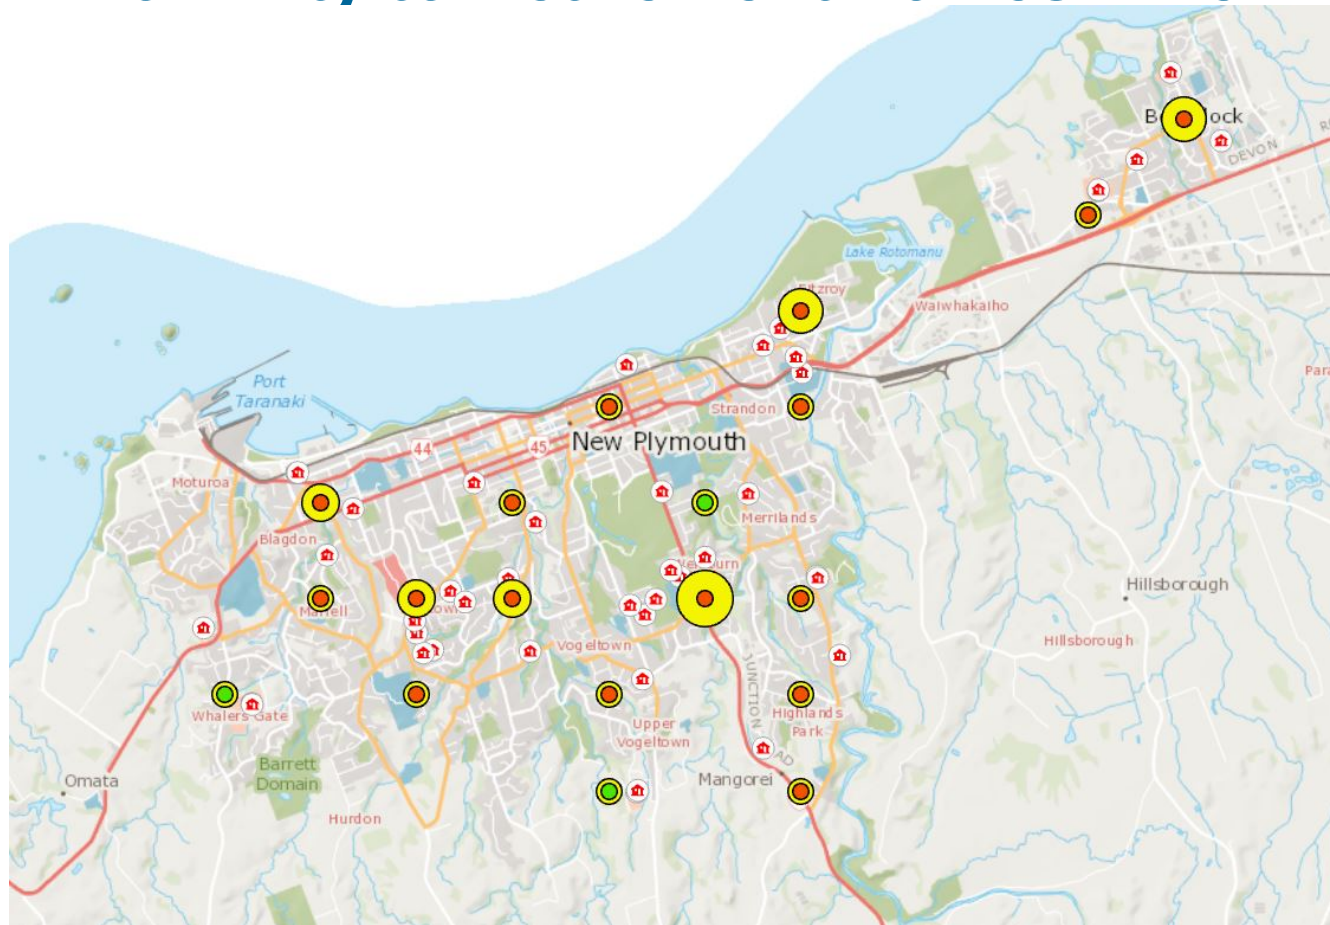 DEVON
Lake Rotomanu
Fitzroy
Waiwhakaiho
Port
Taranaki
Strandon
44
45
New Plymouth
Moturoa
Merrilands
Blagdon
Hillsborough
Hillsborough
Vogeltown
JUNCTION
Whalers Gate
Upper
Vogeltown
Highlands
Park
Barrett
Domain
Omata
Mangorei
Hurdon